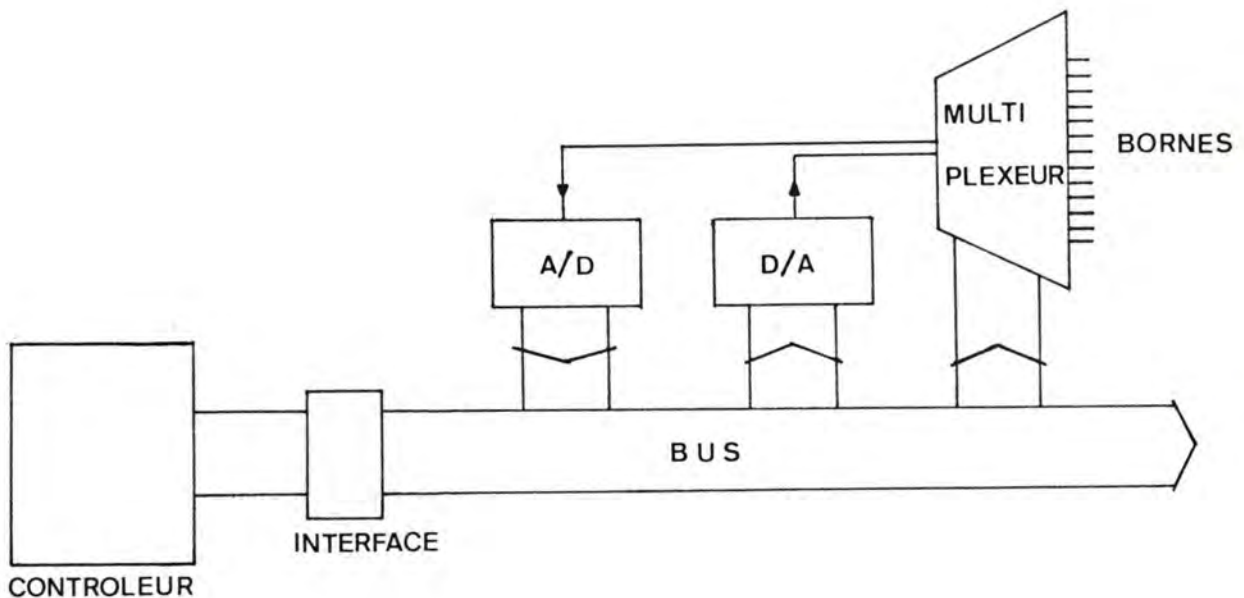 MULTI
PLEXEUR
BORNES
A/D
D/A
BUS
INTERFACE
CONTROLEUR